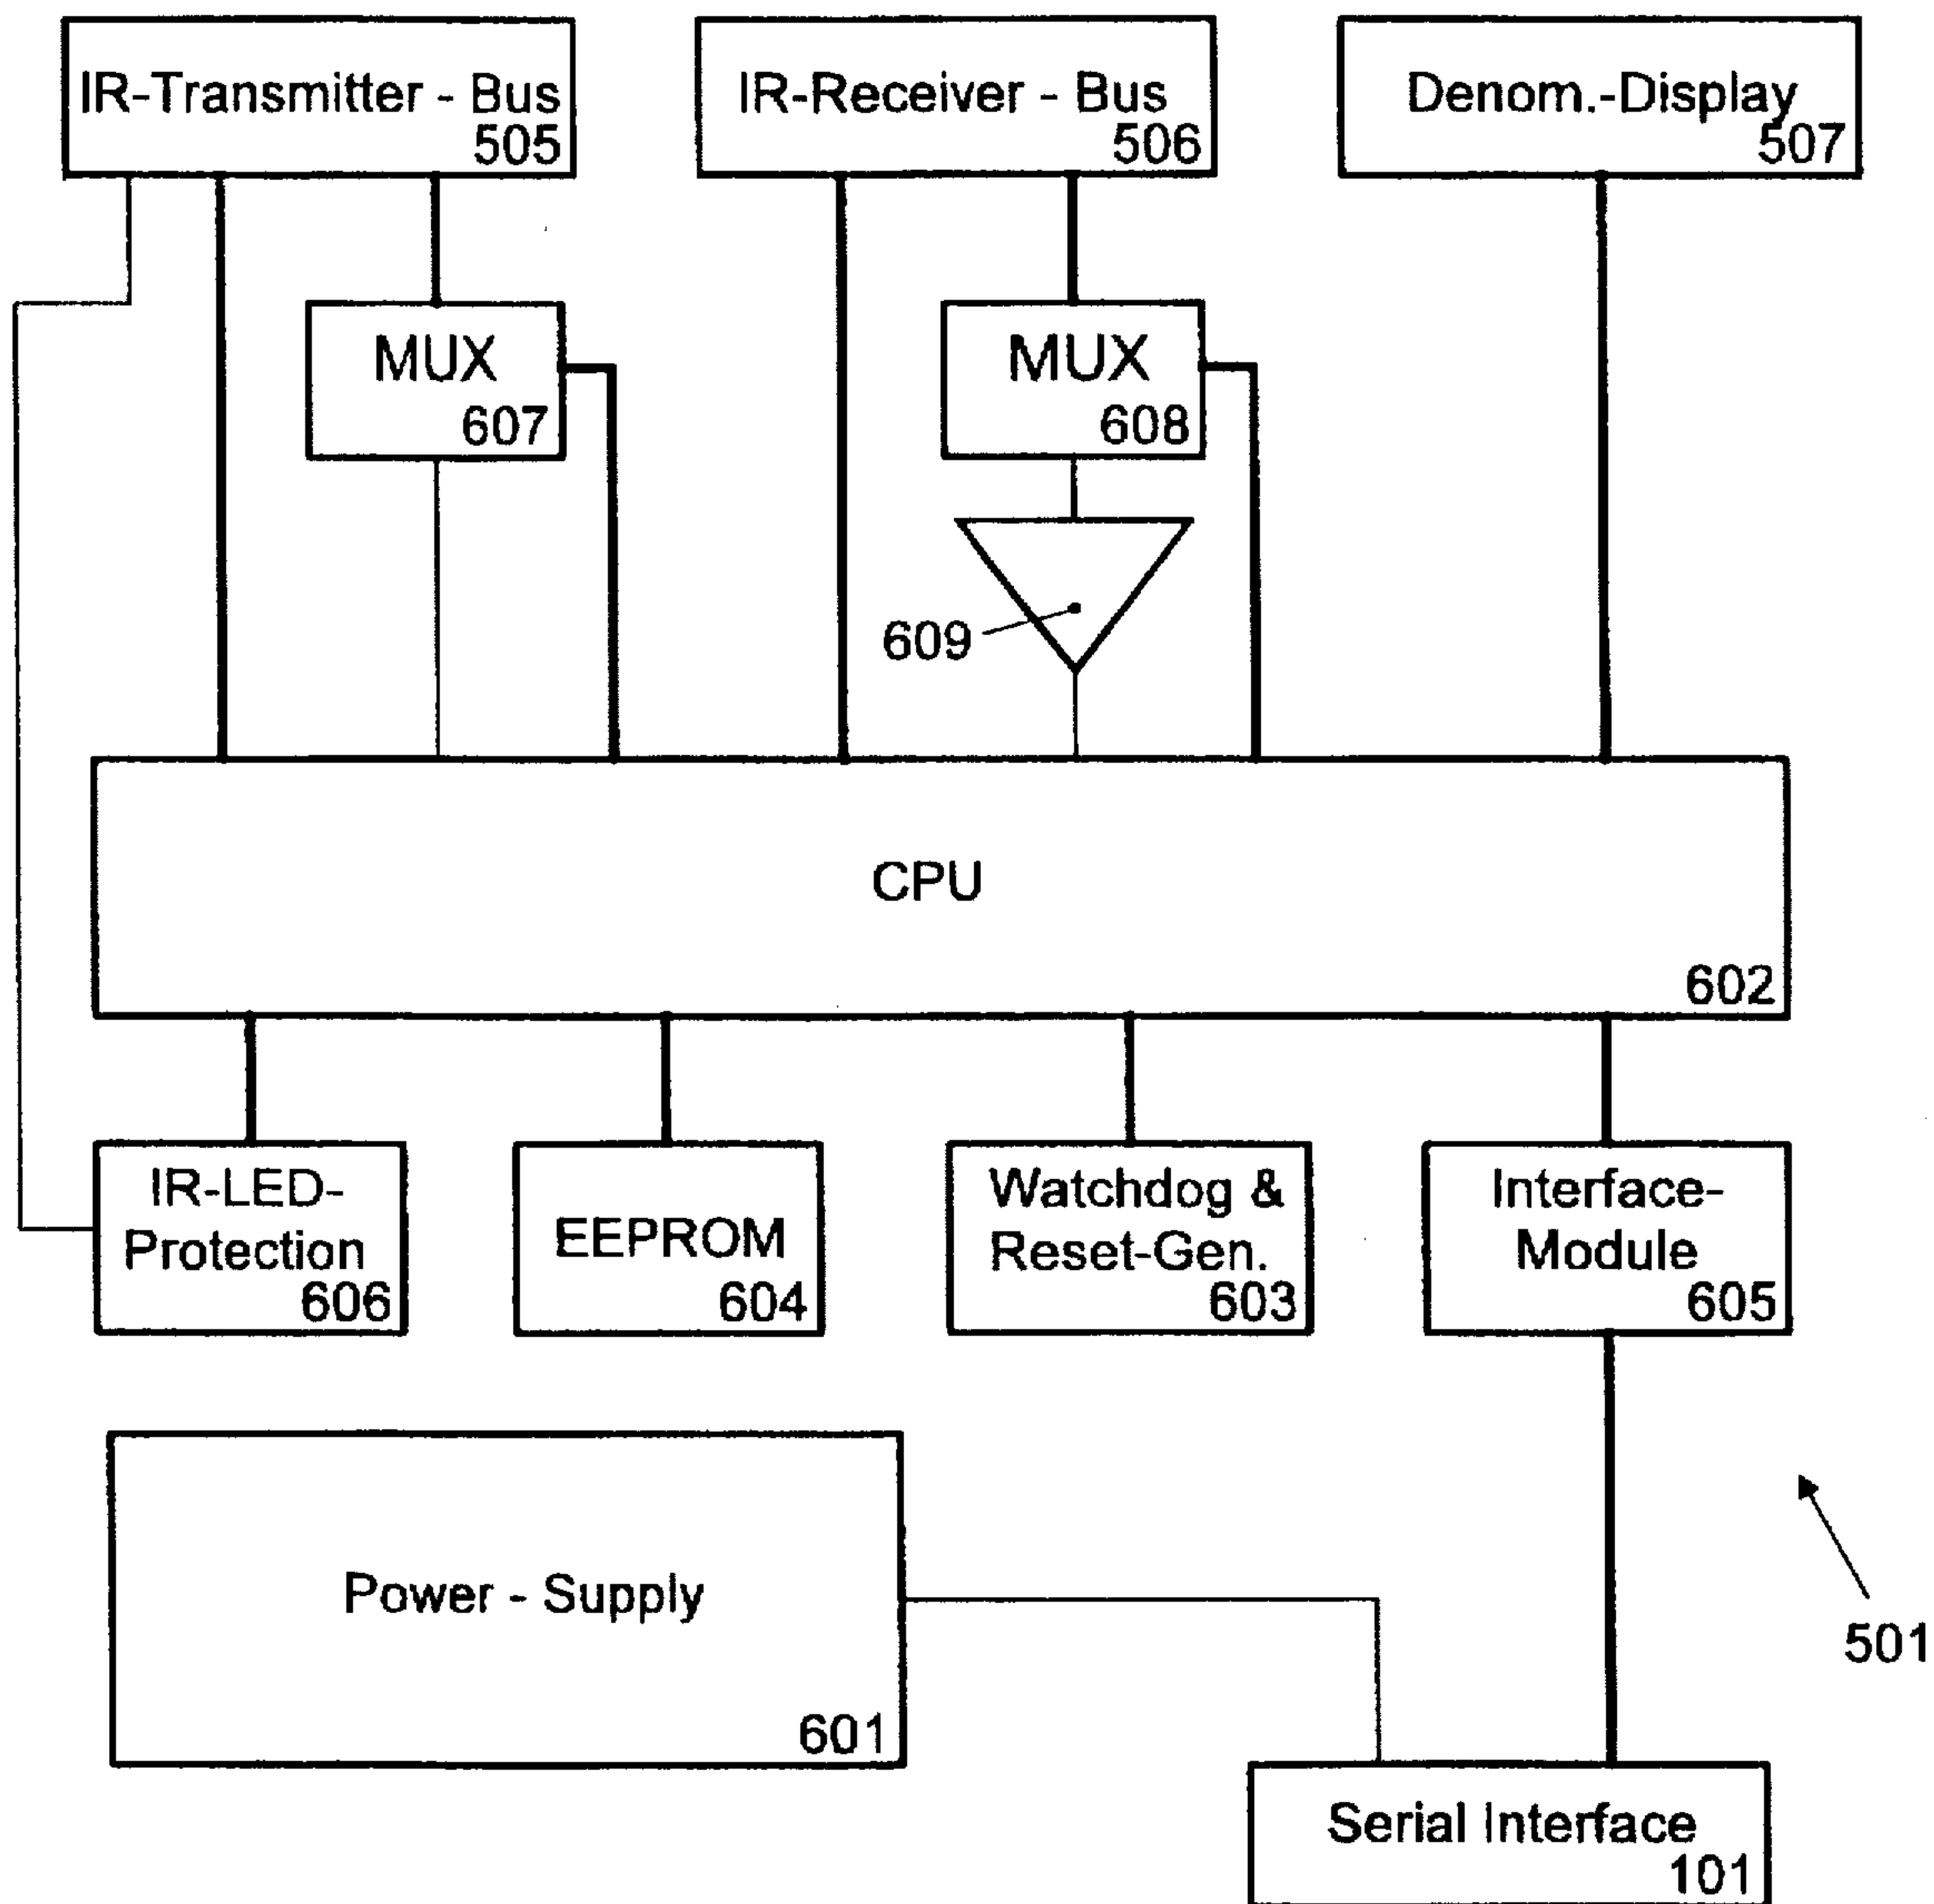 IR-Transmitter - Bus
505
IR-Receiver - Bus
506
Denom.-Display
507
MUX
607
MUX
608
609
CPU
602
IR-LED-
Protection
606
EEPROM
604
Watchdog &
Reset-Gen.
603
Interface-
Module
605
Power - Supply
601
501
Serial Interface
101